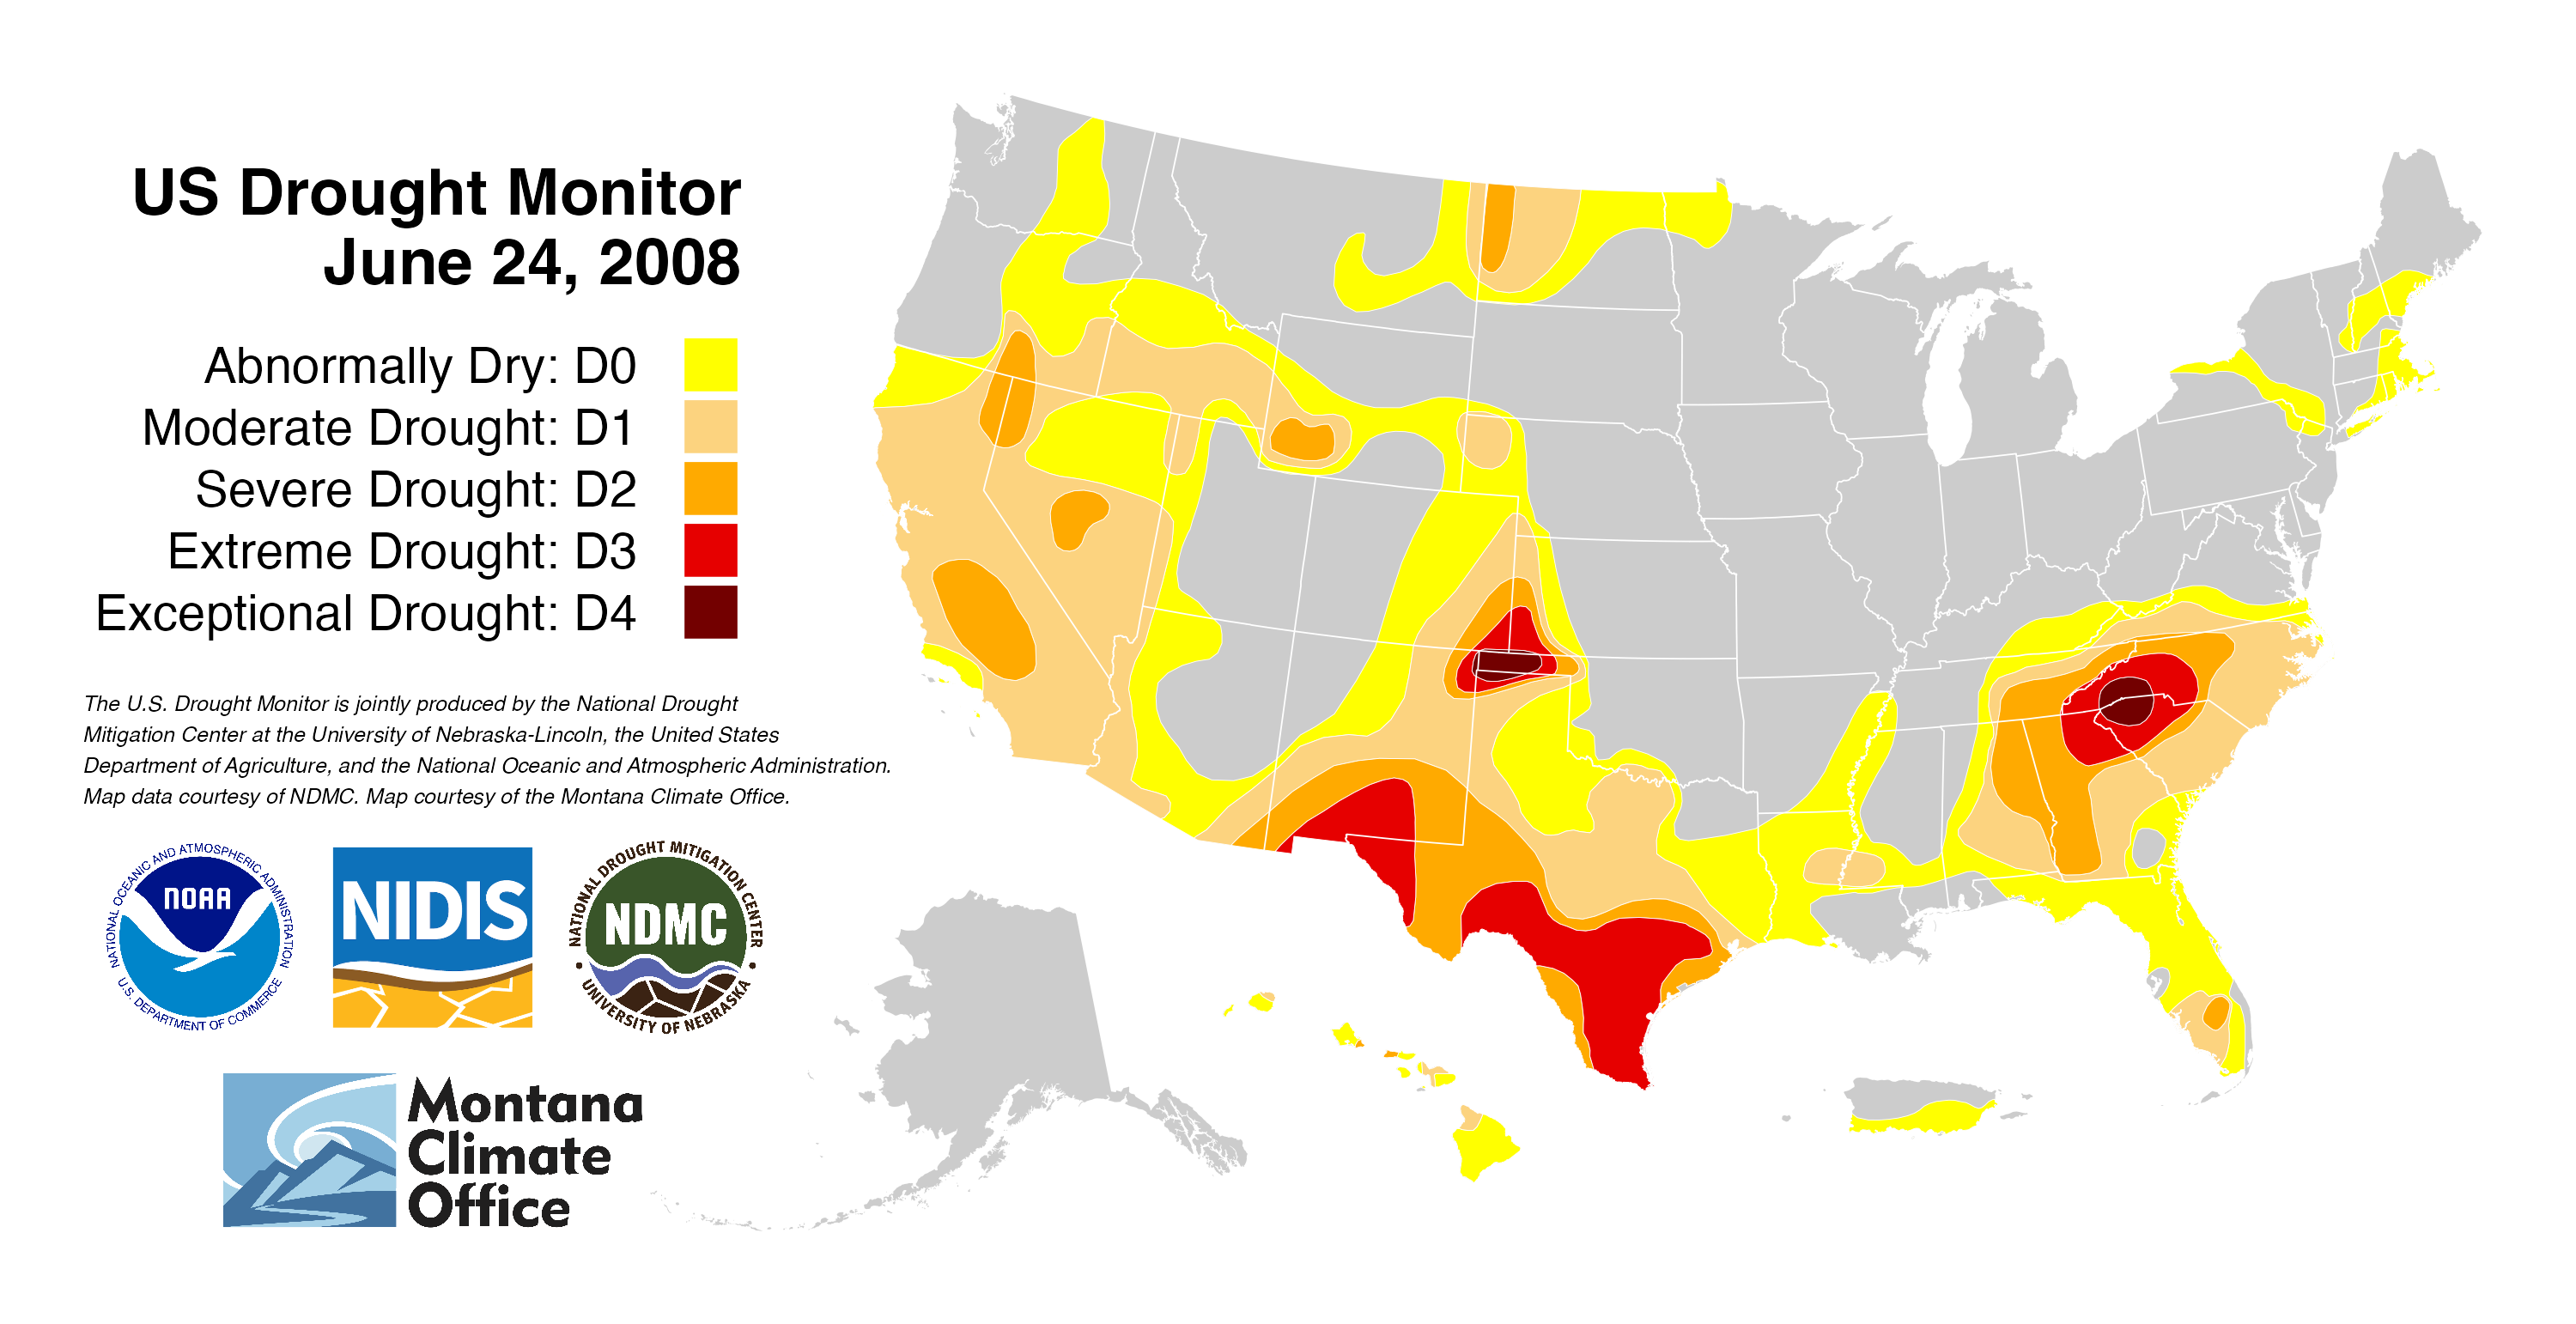 US Drought Monitor
June 24, 2008
Abnormally Dry: D0
Moderate Drought: D1
Severe Drought: D2
Extreme Drought: D3
Exceptional Drought: D4
The U.S. Drought Monitor is jointly produced by the National Drought
Mitigation Center at the University of Nebraska-Lincoln, the United States
Department of Agriculture, and the National Oceanic and Atmospheric Administration.
Map data courtesy of NDMC. Map courtesy of the Montana Climate Office.
NATIONAL OCEANIC AND ATMOSPHERIC ADMINISTRATION
NOAA
U.S. DEPARTMENT OF COMMERCE
NIDIS
NATIONAL DROUGHT MITIGATION CENTER
NDMC
UNIVERSITY OF NEBRASKA
Montana
Climate
Office